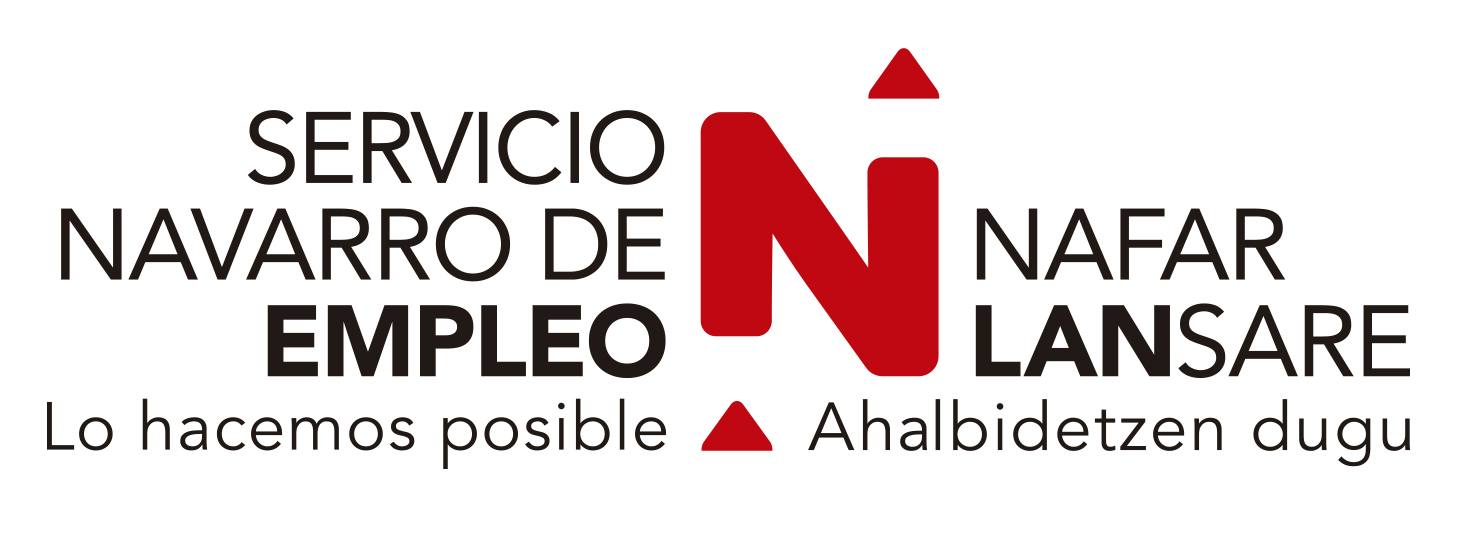 SERVICIO
NAVARRO DE
EMPLEO
Lo hacemos posible
N
NAFAR
LANSARE
Ahalbidetzen dugu